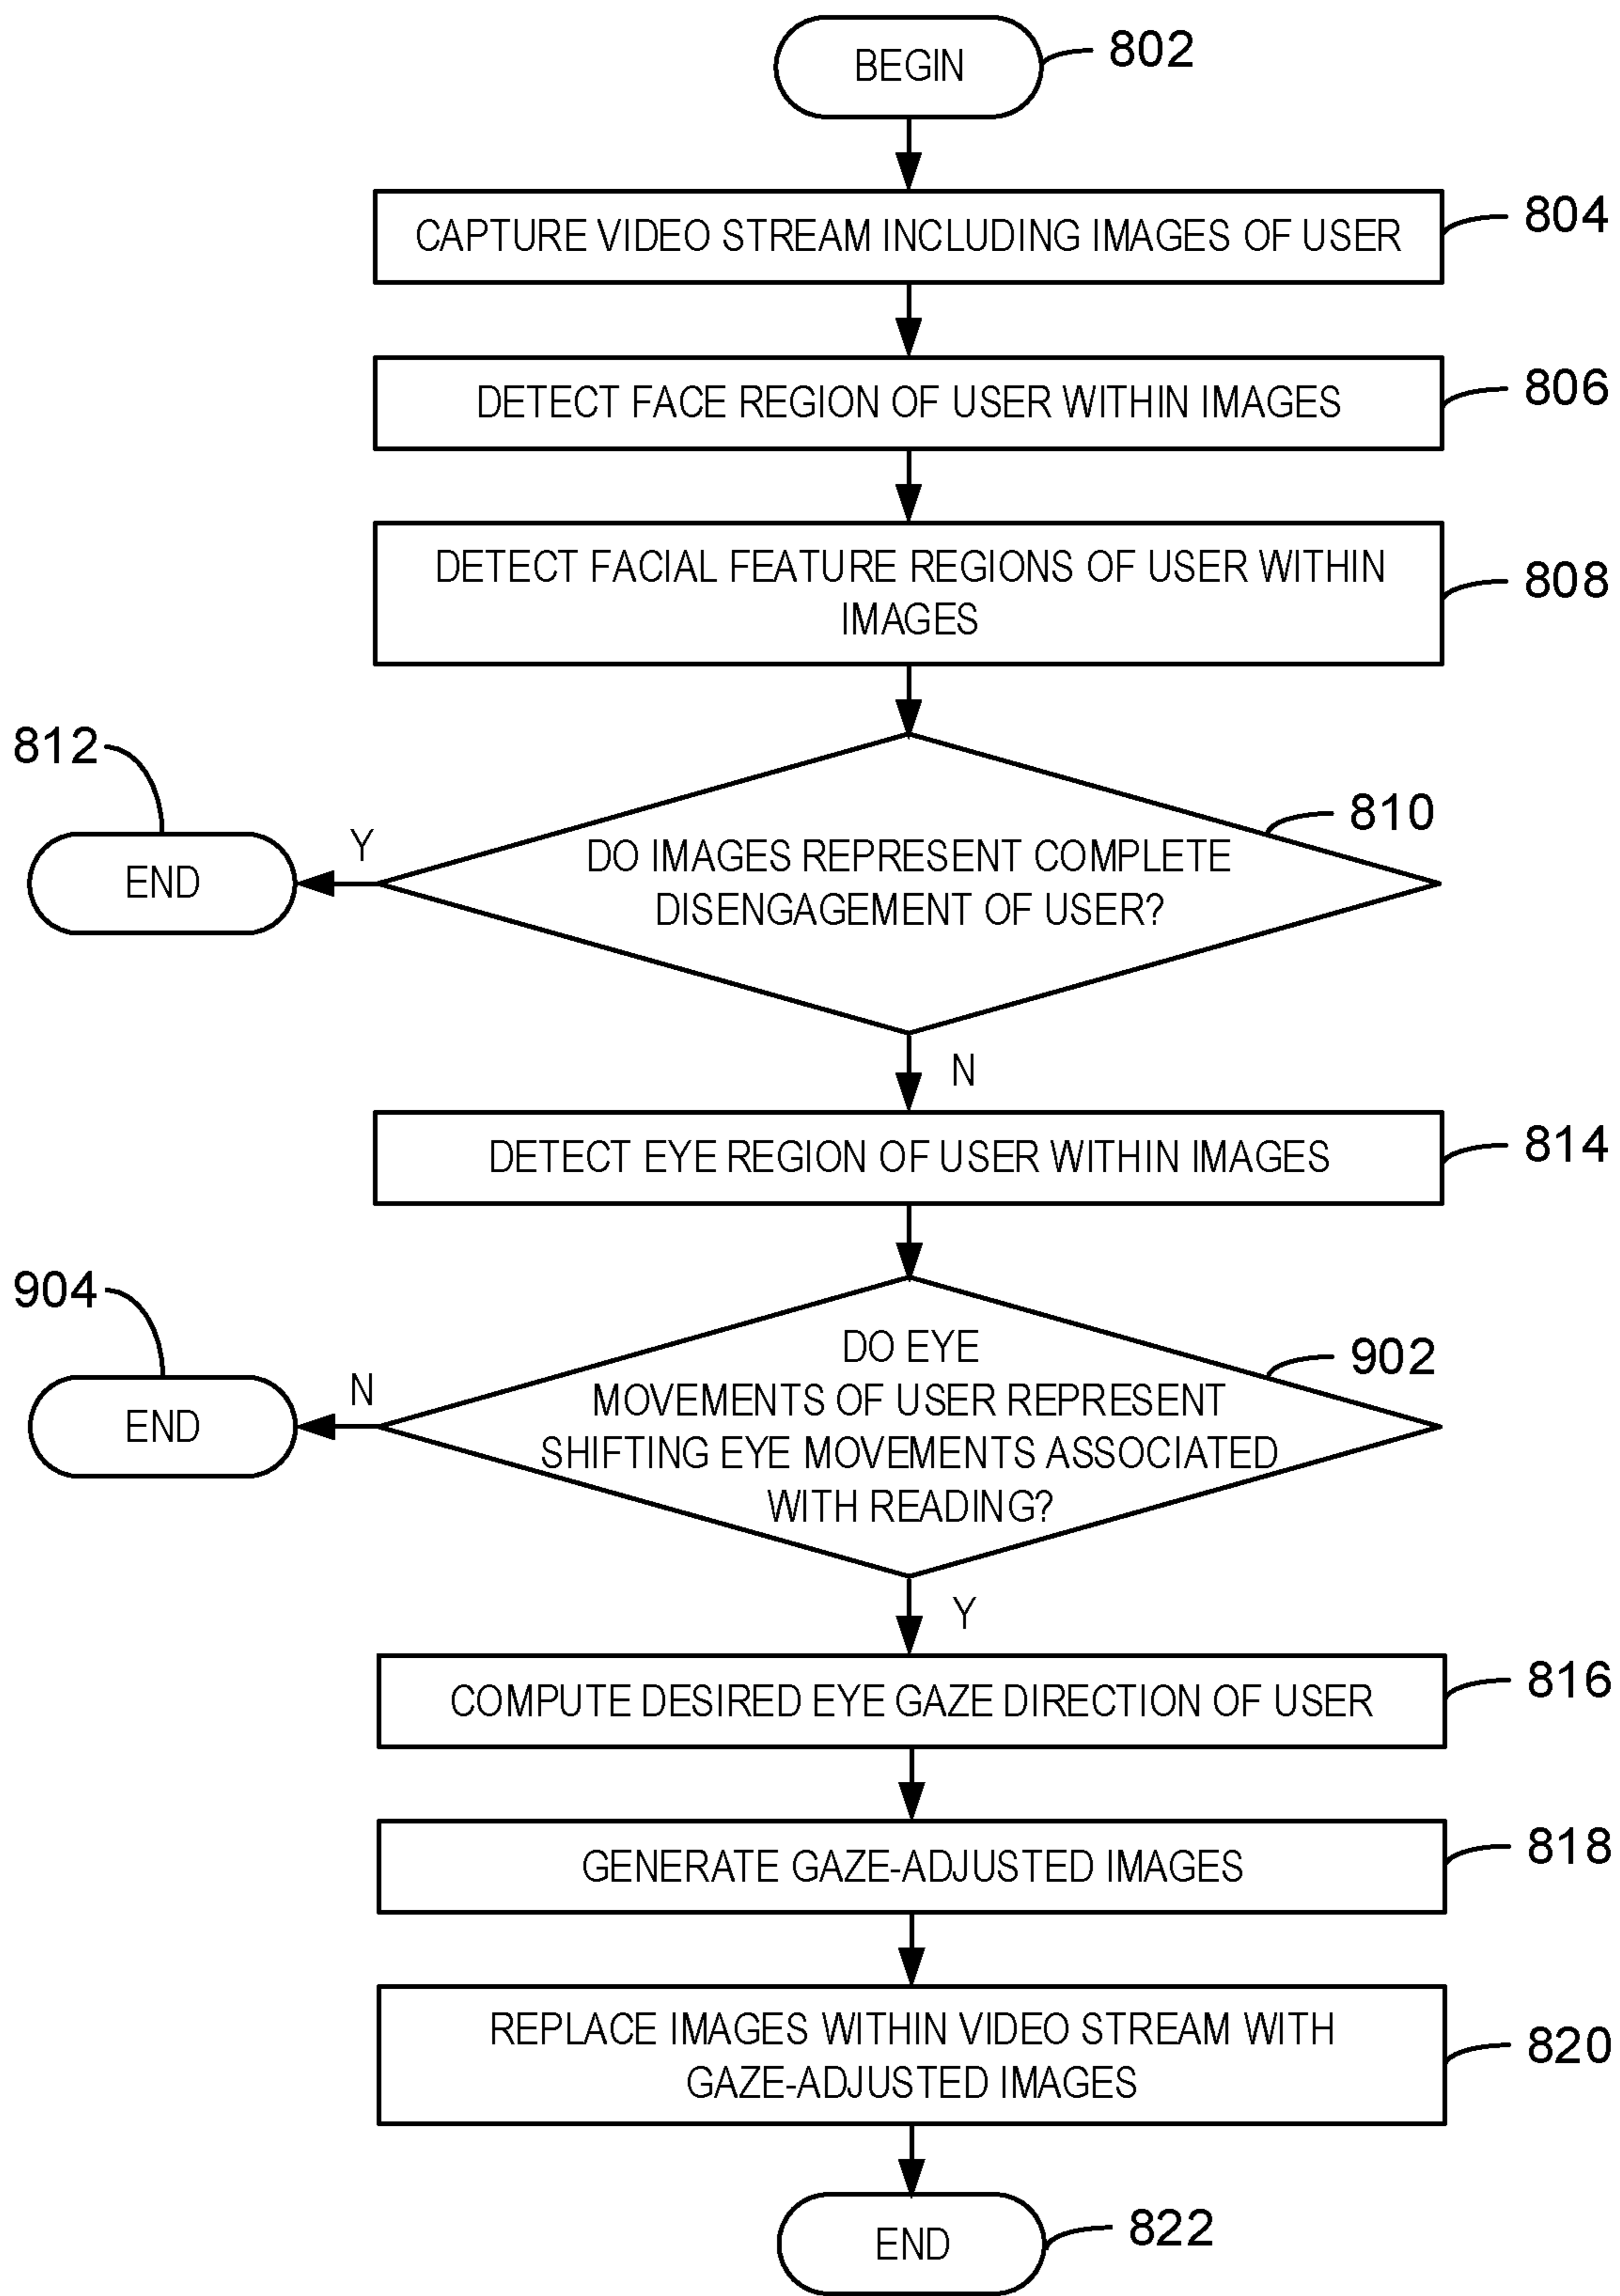 BEGIN
802
CAPTURE VIDEO STREAM INCLUDING IMAGES OF USER
804
DETECT FACE REGION OF USER WITHIN IMAGES
806
DETECT FACIAL FEATURE REGIONS OF USER WITHIN
IMAGES
808
812
END
Y
DO IMAGES REPRESENT COMPLETE
DISENGAGEMENT OF USER?
810
N
DETECT EYE REGION OF USER WITHIN IMAGES
814
904
END
N
DO EYE
MOVEMENTS OF USER REPRESENT
SHIFTING EYE MOVEMENTS ASSOCIATED
WITH READING?
902
Y
COMPUTE DESIRED EYE GAZE DIRECTION OF USER
816
GENERATE GAZE-ADJUSTED IMAGES
818
REPLACE IMAGES WITHIN VIDEO STREAM WITH
GAZE-ADJUSTED IMAGES
820
END
822